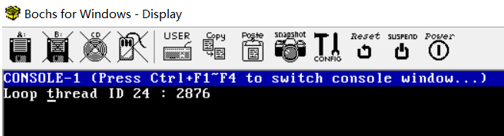 Bochs for Windows - Display
A: B: CD USER Copy Paste snapshot CONFIG Reset SUSPEND Power
CONSOLE-1 (Press Ctrl+F1~F4 to switch console window...)
Loop thread ID 24 : 2876